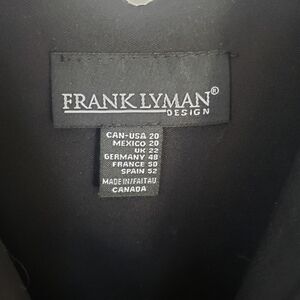 FRANK LYMAN®
DESIGN
CAN-USA 20
MEXICO 20
UK 22
GERMANY 48
FRANCE 50
SPAIN 52
MADE IN/FAIT AU
CANADA